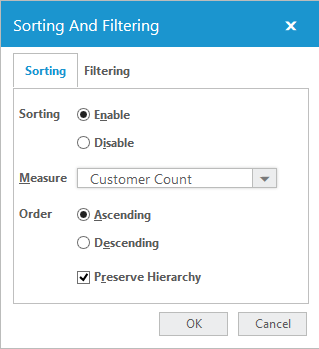 Sorting And Filtering
Sorting Filtering
Sorting Enable
Disable
Measure Customer Count
Order Ascending
Descending
Preserve Hierarchy
OK Cancel